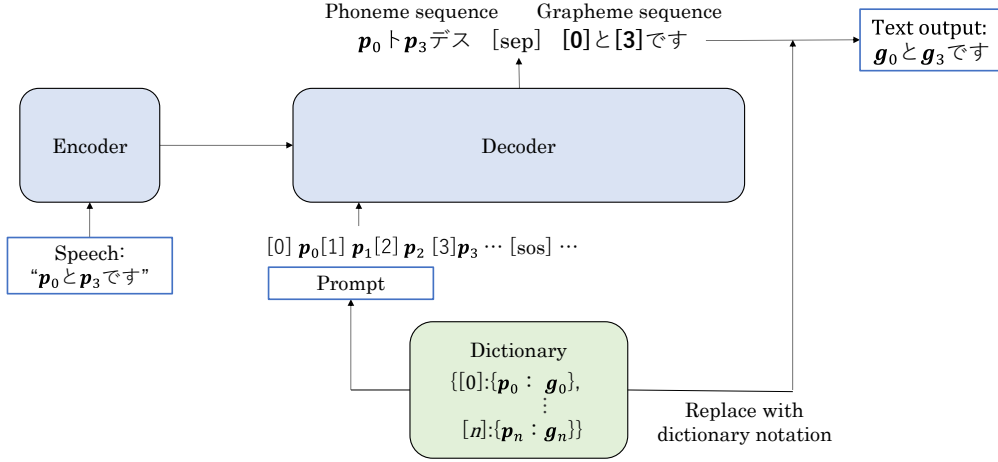 Phoneme sequence
Grapheme sequence
p₀トp₃デス [sep] [0]と[3]です
Text output:
g₀とg₃です
Encoder
Decoder
Speech:
“p₀とp₃です”
[0] p₀[1] p₁[2] p₂ [3]p₃ … [sos] …
Prompt
Dictionary
{[0]:{p₀： g₀},
⋮
[n]:{pₙ：gₙ}}
Replace with
dictionary notation